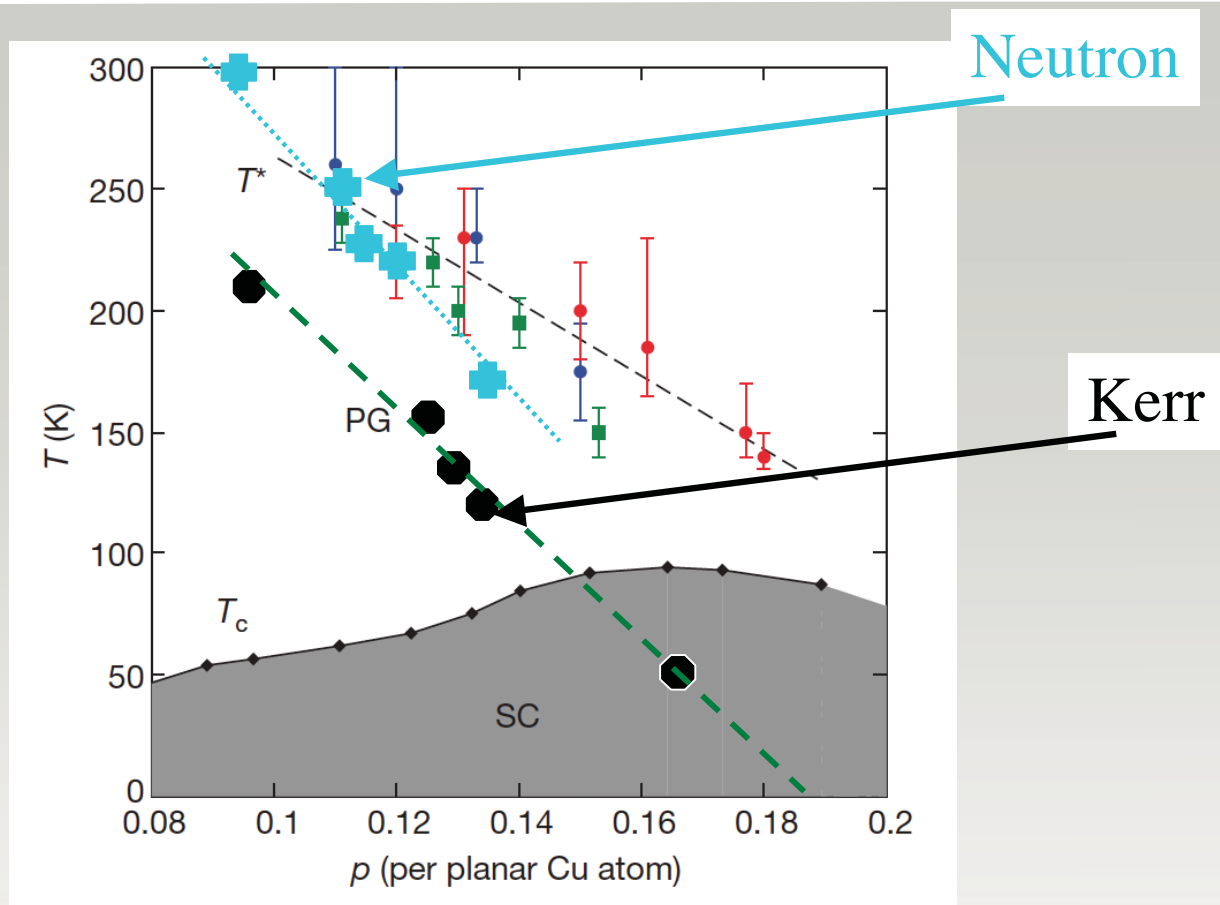 Neutron
300
T*
250
200
Kerr
PG
T (K)
150
100
Tc
50
SC
0
0.08 0.1 0.12 0.14 0.16 0.18 0.2
p (per planar Cu atom)